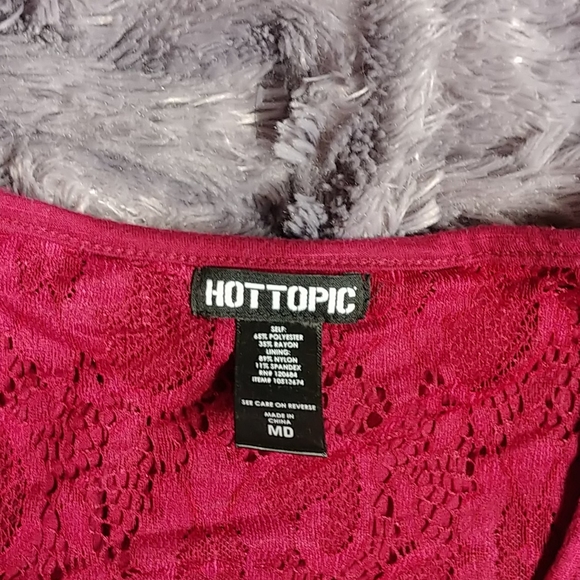 HOTTOPIC
SELF:
65% POLYESTER
35% RAYON
LINING:
89% NYLON
11% SPANDEX
RN# 120684
ITEM# 10513674
SEE CARE ON REVERSE
MADE IN
CHINA
MD